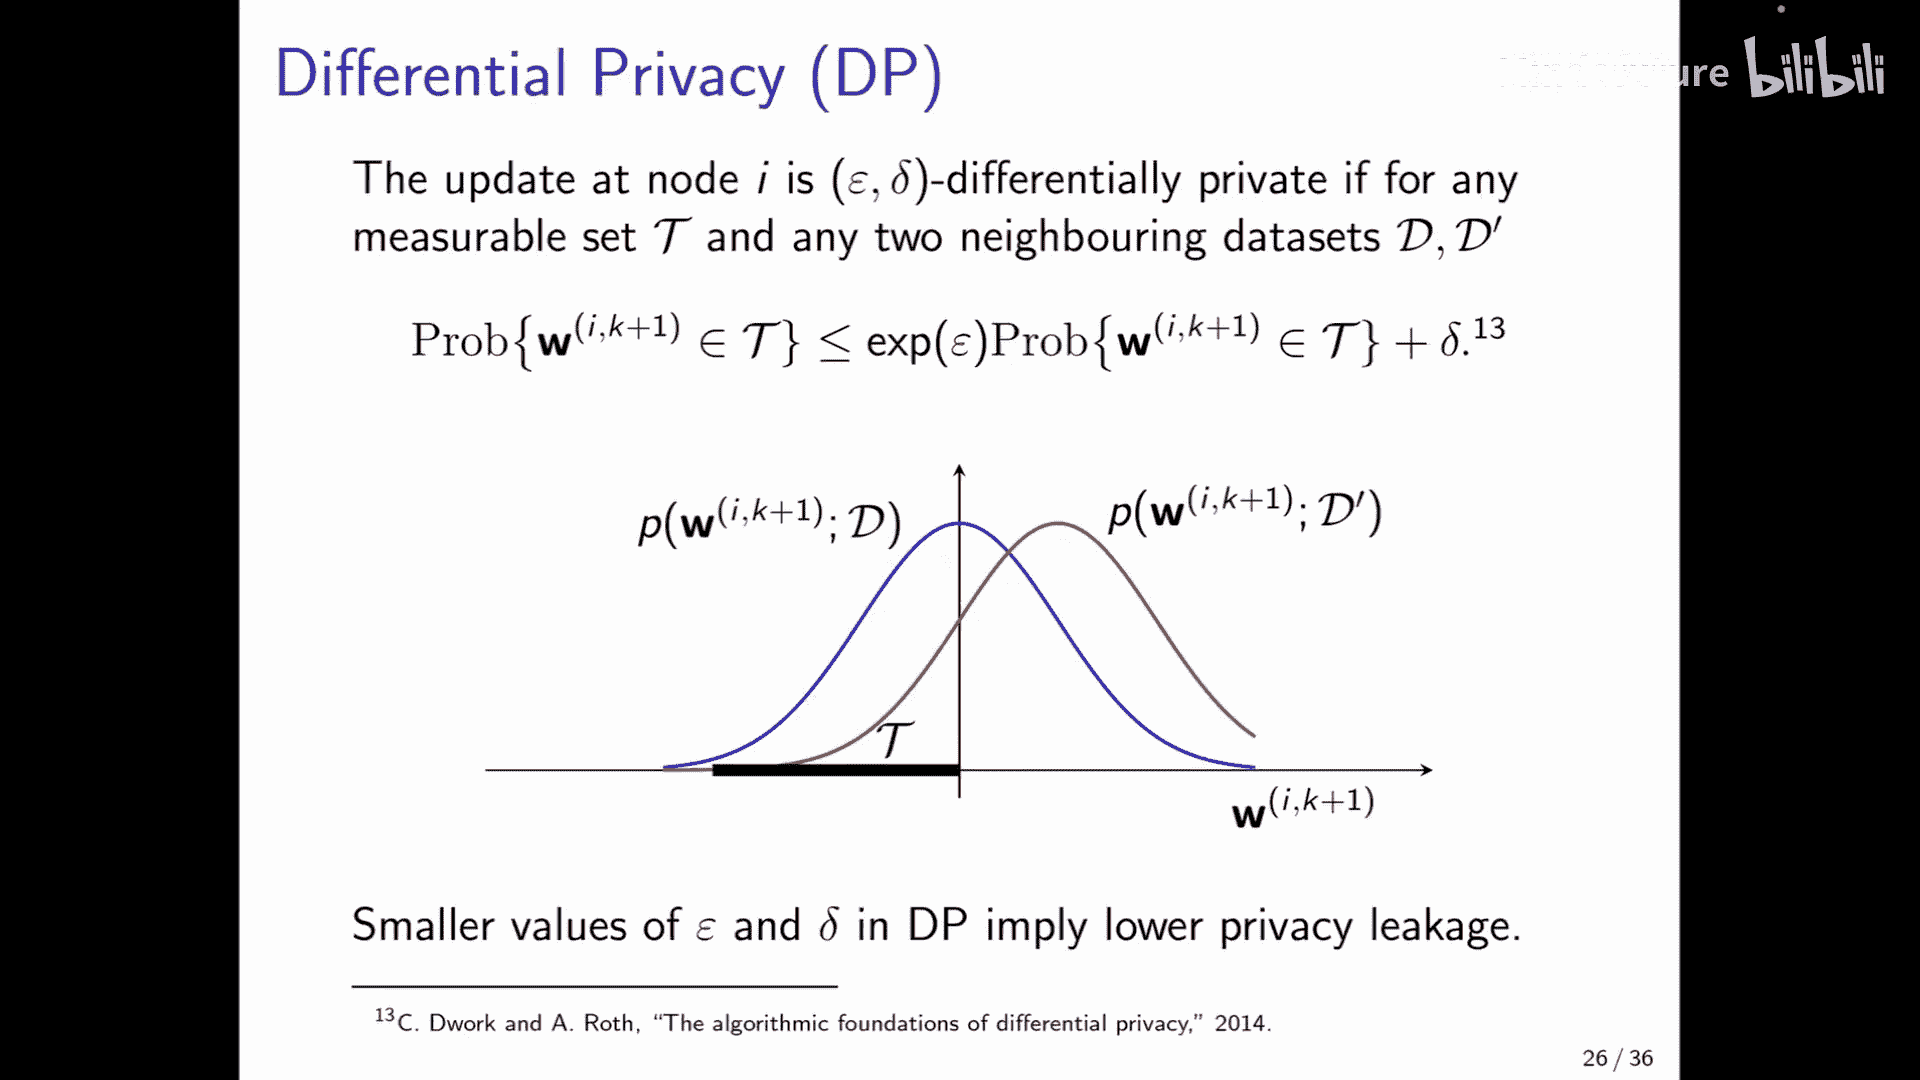 Differential Privacy (DP)
bilibili
The update at node i is (ε, δ)-differentially private if for any
measurable set 𝒯 and any two neighbouring datasets 𝒟, 𝒟′
Prob{𝐰^(i,k+1) ∈ 𝒯} ≤ exp(ε)Prob{𝐰^(i,k+1) ∈ 𝒯} + δ.¹³
p(𝐰^(i,k+1); 𝒟)
p(𝐰^(i,k+1); 𝒟′)
𝒯
𝐰^(i,k+1)
Smaller values of ε and δ in DP imply lower privacy leakage.
¹³C. Dwork and A. Roth, “The algorithmic foundations of differential privacy,” 2014.
26 / 36